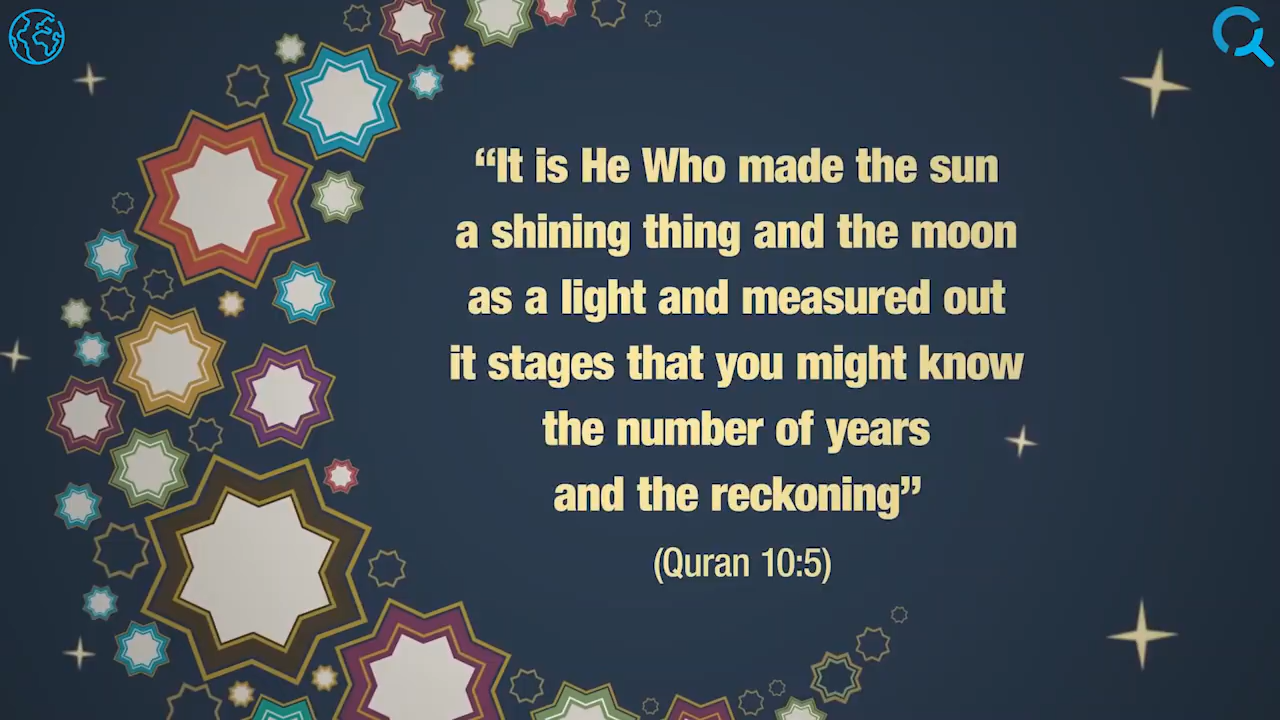 “It is He Who made the sun
a shining thing and the moon
as a light and measured out
it stages that you might know
the number of years
and the reckoning”
(Quran 10:5)